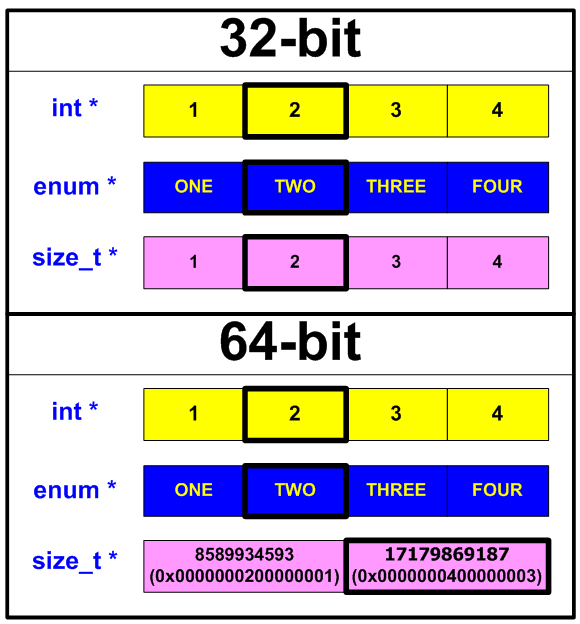 32-bit
int * 1 2 3 4
enum * ONE TWO THREE FOUR
size_t * 1 2 3 4
64-bit
int * 1 2 3 4
enum * ONE TWO THREE FOUR
size_t * 8589934593 17179869187
(0x0000000200000001) (0x0000000400000003)